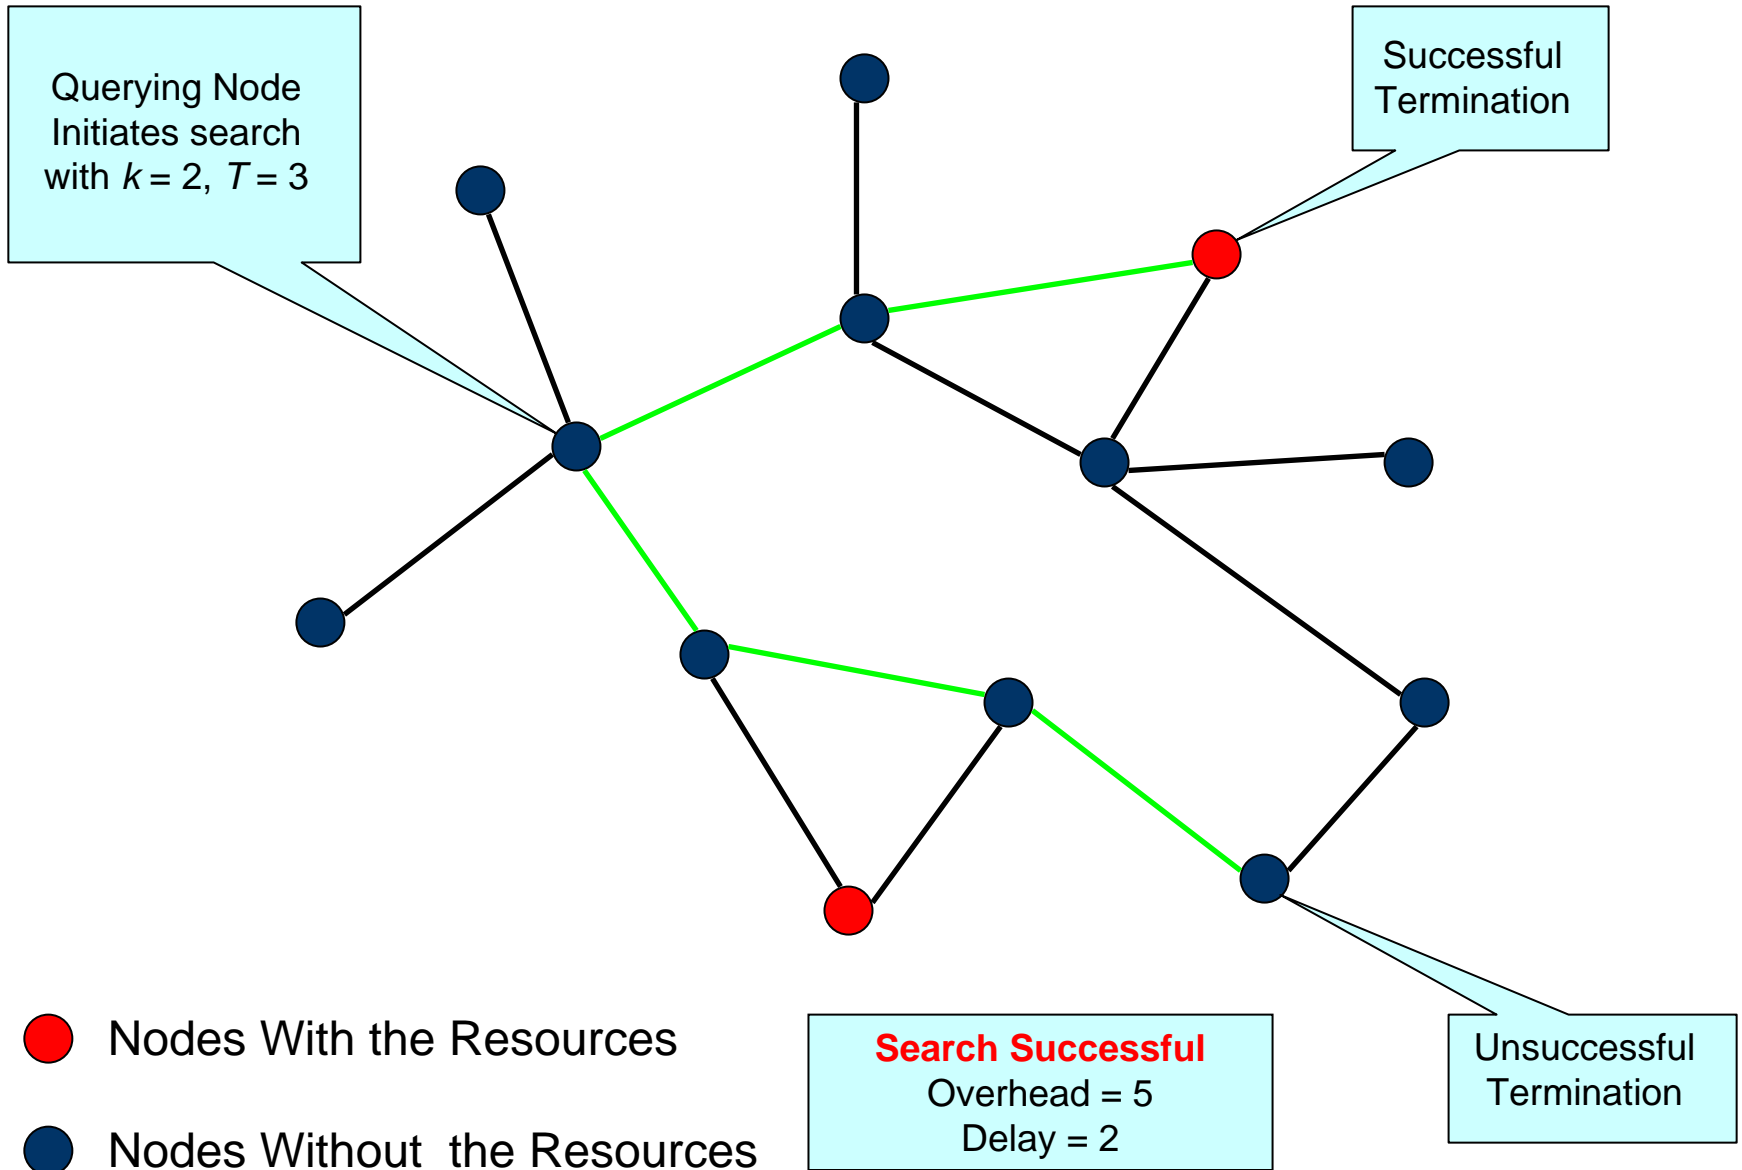 Querying Node
Initiates search
with k = 2, T = 3
Successful
Termination
Nodes With the Resources
Nodes Without the Resources
Search Successful
Overhead = 5
Delay = 2
Unsuccessful
Termination